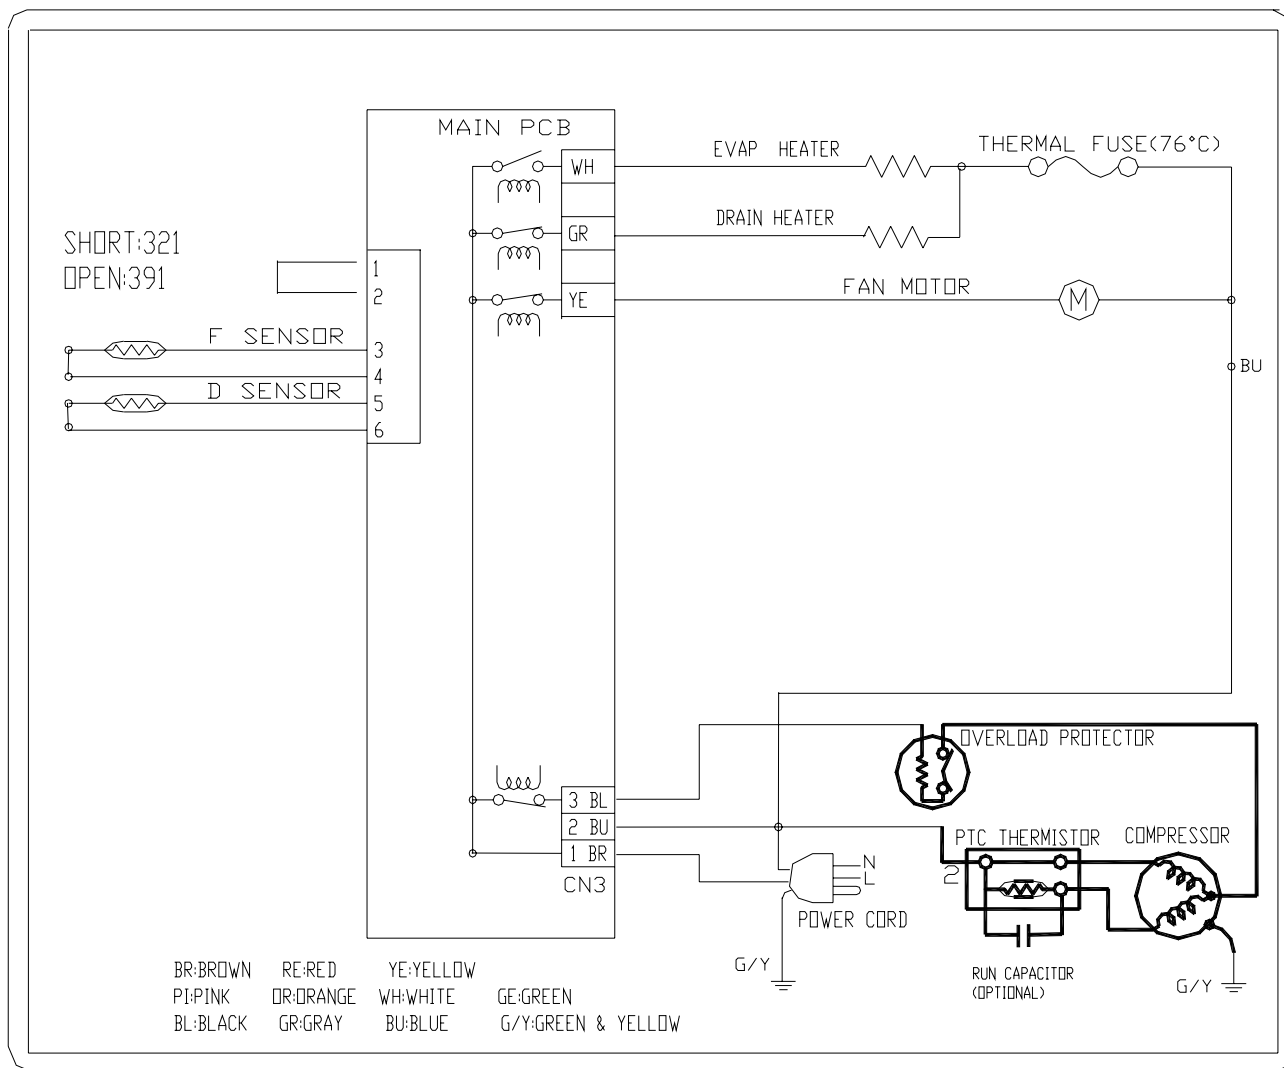 MAIN PCB
WH
EVAP HEATER
THERMAL FUSE(76°C)
GR
DRAIN HEATER
YE
FAN MOTOR
M
BU
SHORT:321
OPEN:391
1
2
F SENSOR
3
4
D SENSOR
5
6
OVERLOAD PROTECTOR
3 BL
2 BU
1 BR
CN3
PTC THERMISTOR
COMPRESSOR
2
N
L
POWER CORD
G/Y
RUN CAPACITOR
(OPTIONAL)
G/Y
BR:BROWN RE:RED YE:YELLOW
PI:PINK OR:ORANGE WH:WHITE GE:GREEN
BL:BLACK GR:GRAY BU:BLUE G/Y:GREEN & YELLOW